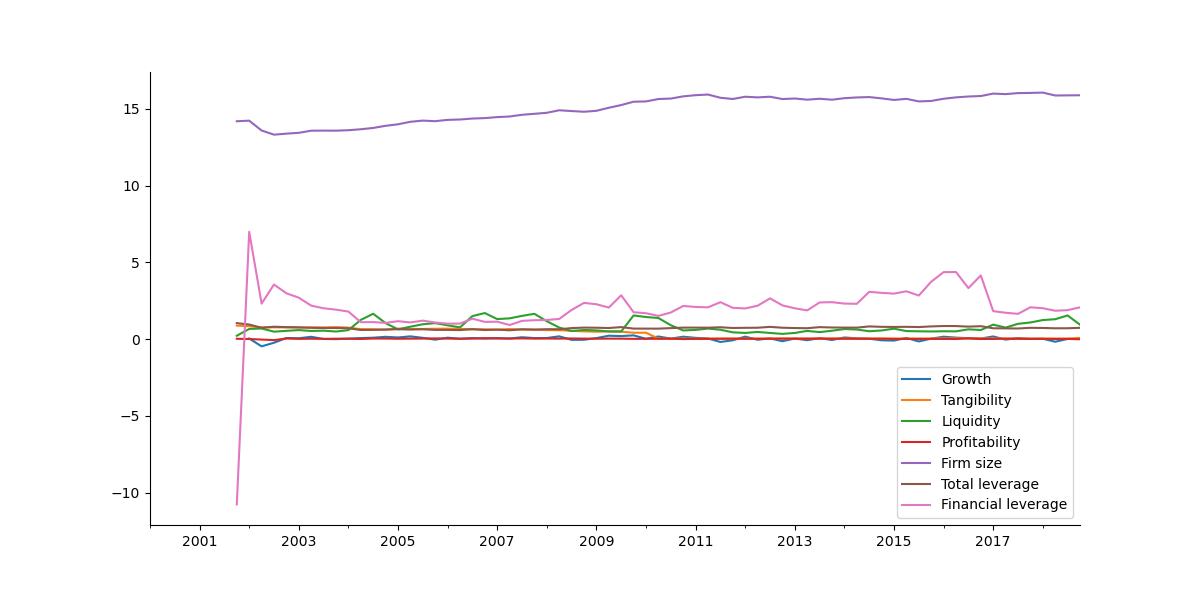 15
10
5
0
−5
−10
2001 2003 2005 2007 2009 2011 2013 2015 2017
Growth
Tangibility
Liquidity
Profitability
Firm size
Total leverage
Financial leverage